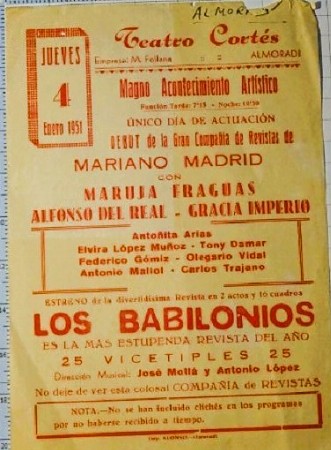 ALMORADÍ
JUEVES
4
Enero 1951
Teatro Cortés
Empresa: M. Fellana : : ALMORADI
Magno Acontecimiento Artístico
Función Tarde: 7'15 - Noche: 10'30
ÚNICO DÍA DE ACTUACIÓN
DEBUT de la Gran Compañía de Revistas de
MARIANO MADRID
CON
MARUJA FRAGUAS
ALFONSO DEL REAL - GRACIA IMPERIO
Antoñita Arias
Elvira López Muñoz - Tony Osmar
Federico Gómiz - Olegario Vidal
Antonio Mallol - Carlos Trajano
ESTRENO de la divertidísima Revista en 2 actos y 16 cuadros
LOS BABILONIOS
ES LA MAS ESTUPENDA REVISTA DEL AÑO
25 VICETIPLES 25
Dirección Musical: José Mollá y Antonio López
No deje de ver esta colosal COMPAÑIA de REVISTAS
NOTA.—No se han incluido clichés en los programas
por no haberse recibido a tiempo.